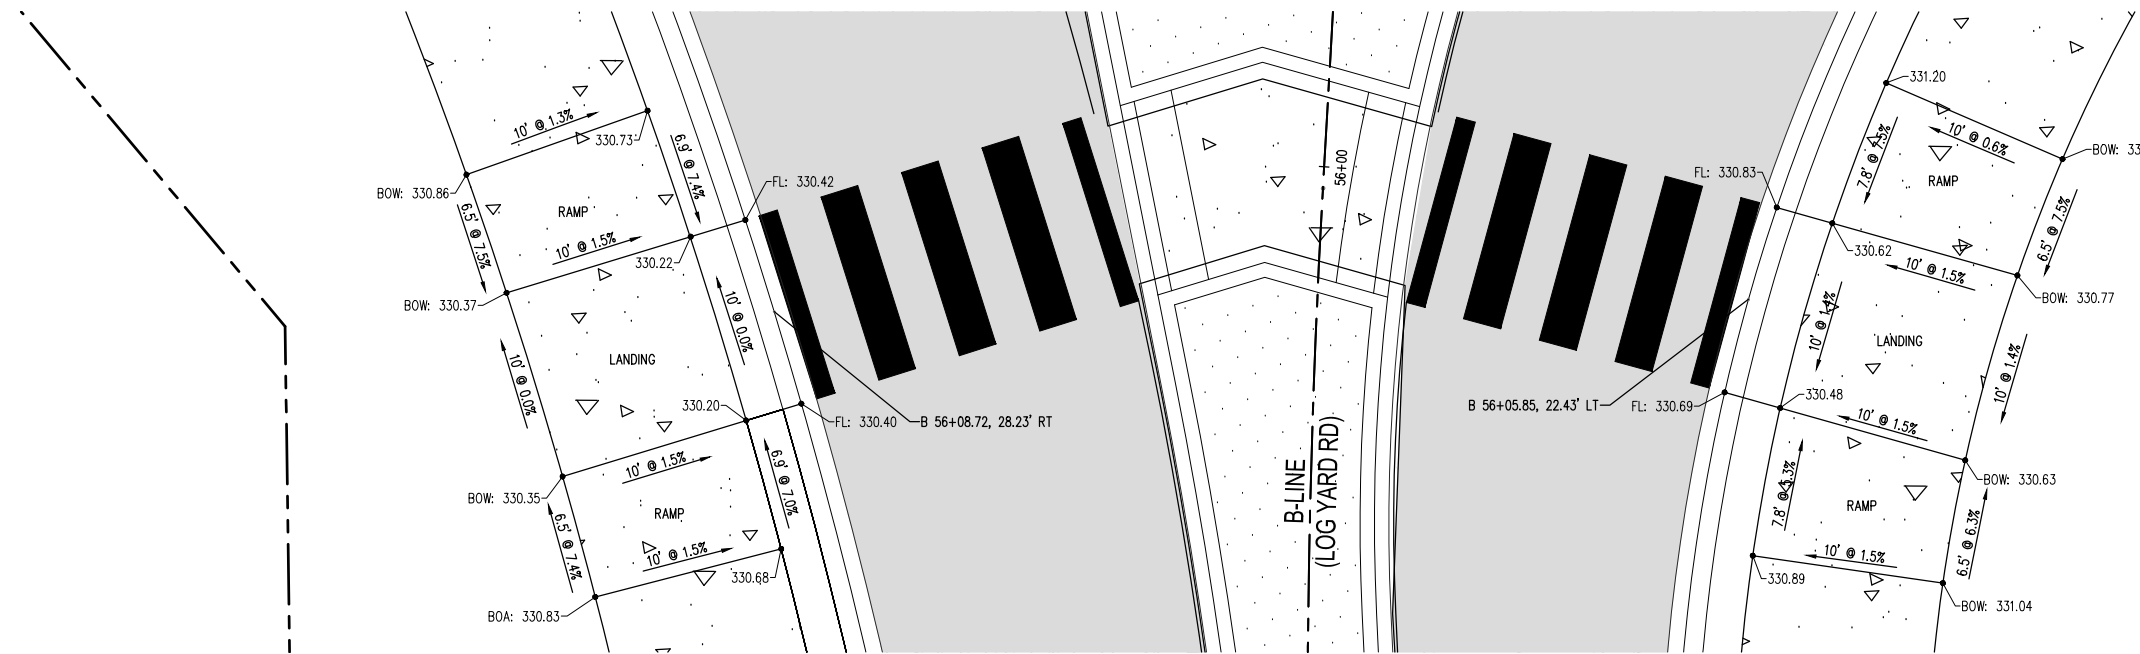 331.20
10' @ 1.3%
330.73
6.9' @ 7.4%
7.8' @ 7.5%
10' @ 0.6%
BOW: 33
56+00
FL: 330.83
FL: 330.42
BOW: 330.86
RAMP
RAMP
6.5' @ 7.5%
10' @ 1.5%
330.22
330.62
6.5' @ 7.5%
10' @ 1.5%
BOW: 330.37
BOW: 330.77
10' @ 0.0%
10' @ 1.4%
LANDING
LANDING
10' @ 0.0%
10' @ 1.4%
330.20
FL: 330.40
B 56+08.72, 28.23' RT
B 56+05.85, 22.43' LT
FL: 330.69
330.48
10' @ 1.5%
10' @ 1.5%
6.9' @ 7.0%
B-LINE
(LOG YARD RD)
BOW: 330.35
BOW: 330.63
RAMP
RAMP
6.5' @ 7.4%
7.8' @ 5.3%
6.5' @ 6.3%
10' @ 1.5%
10' @ 1.5%
330.68
330.89
BOA: 330.83
BOW: 331.04